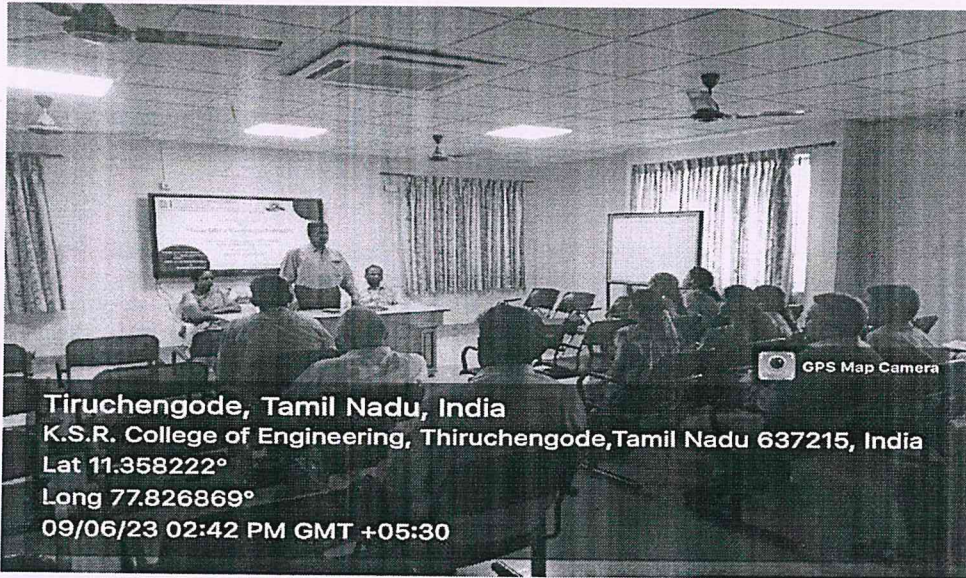 GPS Map Camera
Tiruchengode, Tamil Nadu, India
K.S.R. College of Engineering, Thiruchengode,Tamil Nadu 637215, India
Lat 11.358222°
Long 77.826869°
09/06/23 02:42 PM GMT +05:30